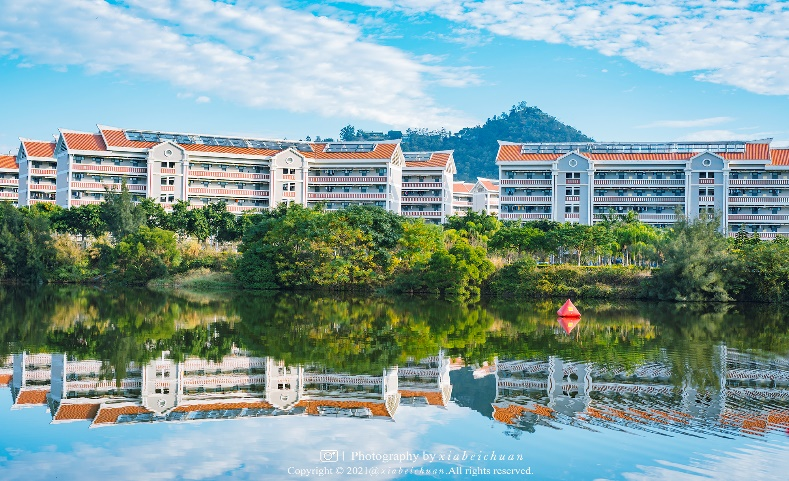 | Photography by xiabeichuan
Copyright © 2021@xiabeichuan.All rights reserved.